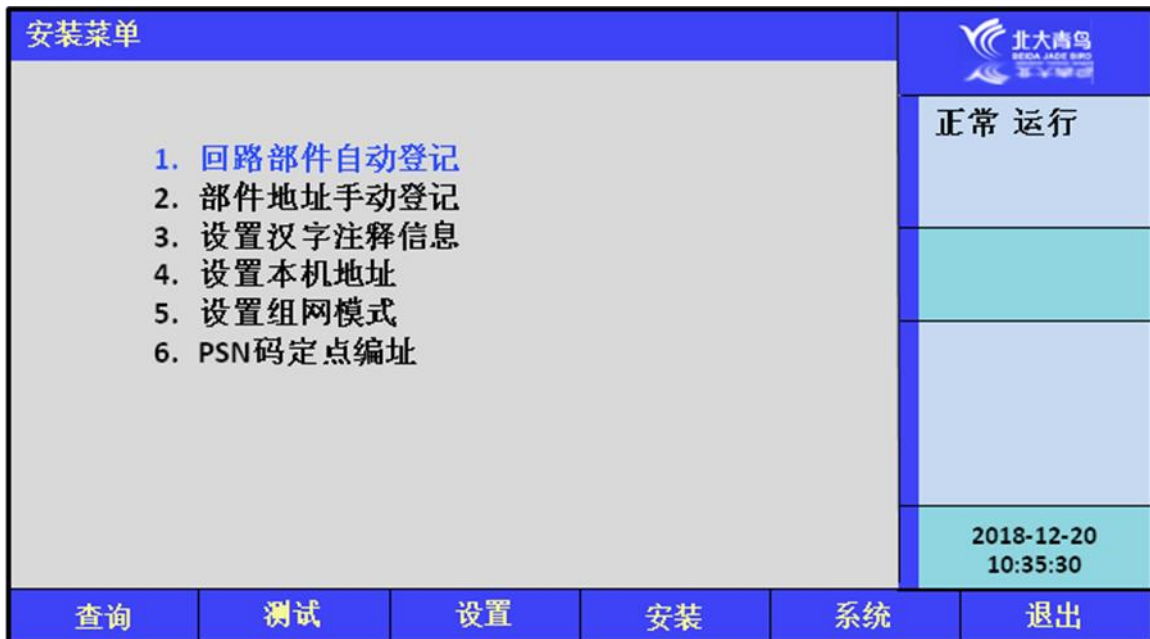 安装菜单
北大青鸟
BEIDA JADE BIRD
正常 运行
1. 回路部件自动登记
2. 部件地址手动登记
3. 设置汉字注释信息
4. 设置本机地址
5. 设置组网模式
6. PSN码定点编址
2018-12-20
10:35:30
查询 测试 设置 安装 系统 退出